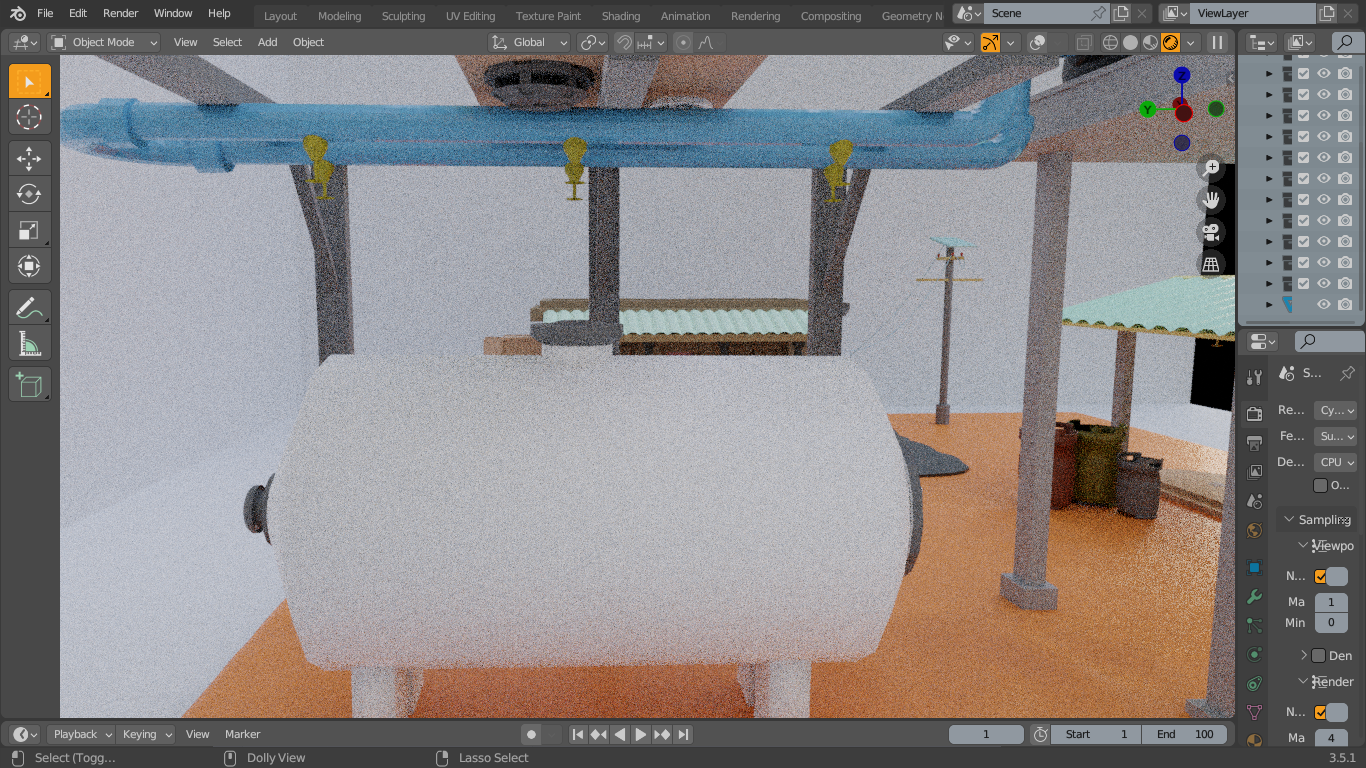 File Edit Render Window Help Layout Modeling Sculpting UV Editing Texture Paint Shading Animation Rendering Compositing Geometry N Scene ViewLayer
Object Mode View Select Add Object Global
Z
Y
S...
Re... Cy...
Fe... Su...
De... CPU
O...
Sampling
Viewpo
N...
Ma 1
Min 0
Den
Render
N...
Ma 4
Playback Keying View Marker 1 Start 1 End 100
Select (Togg... Dolly View Lasso Select 3.5.1